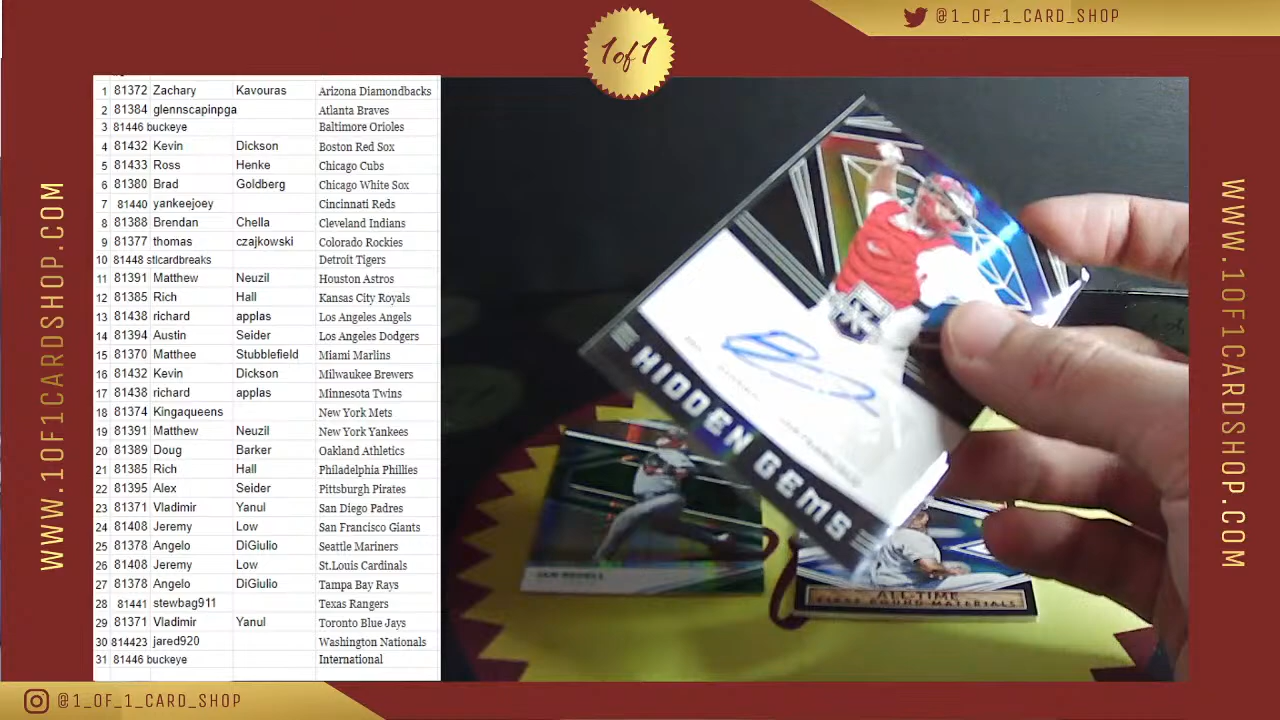 1of1
@1_OF_1_CARD_SHOP
WWW.1OF1CARDSHOP.COM
1 81372 Zachary Kavouras Arizona Diamondbacks
2 81384 glennscapinpga Atlanta Braves
3 81446 buckeye Baltimore Orioles
4 81432 Kevin Dickson Boston Red Sox
5 81433 Ross Henke Chicago Cubs
6 81380 Brad Goldberg Chicago White Sox
7 81440 yankeejoey Cincinnati Reds
8 81388 Brendan Chella Cleveland Indians
9 81377 thomas czajkowski Colorado Rockies
10 81448 stlcardbreaks Detroit Tigers
11 81391 Matthew Neuzil Houston Astros
12 81385 Rich Hall Kansas City Royals
13 81438 richard applas Los Angeles Angels
14 81394 Austin Seider Los Angeles Dodgers
15 81370 Matthee Stubblefield Miami Marlins
16 81432 Kevin Dickson Milwaukee Brewers
17 81438 richard applas Minnesota Twins
18 81374 Kingaqueens New York Mets
19 81391 Matthew Neuzil New York Yankees
20 81389 Doug Barker Oakland Athletics
21 81385 Rich Hall Philadelphia Phillies
22 81395 Alex Seider Pittsburgh Pirates
23 81371 Vladimir Yanul San Diego Padres
24 81408 Jeremy Low San Francisco Giants
25 81378 Angelo DiGiulio Seattle Mariners
26 81408 Jeremy Low St.Louis Cardinals
27 81378 Angelo DiGiulio Tampa Bay Rays
28 81441 stewbag911 Texas Rangers
29 81371 Vladimir Yanul Toronto Blue Jays
30 814423 jared920 Washington Nationals
31 81446 buckeye International
HIDDEN GEMS
ALL-TIME
FIRST ROUND MATERIALS
WWW.1OF1CARDSHOP.COM
@1_OF_1_CARD_SHOP